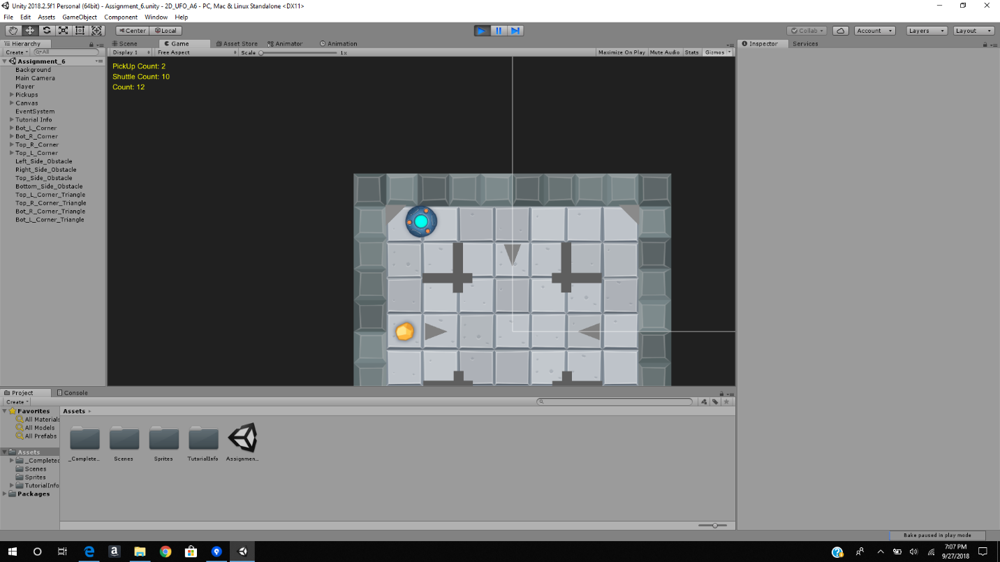 Unity 2018.2.5f1 Personal (64bit) - Assignment_6.unity - 2D_UFO_A6 - PC, Mac & Linux Standalone <DX11>
File Edit Assets GameObject Component Window Help
Center Local Collab Account Layers Layout
Hierarchy Scene Game Asset Store Animator Animation Inspector Services
Create All Display 1 Free Aspect Scale 1x Maximize On Play Mute Audio Stats Gizmos
Assignment_6
Background
Main Camera
Player
Pickups
Canvas
EventSystem
Tutorial Info
Bot_L_Corner
Bot_R_Corner
Top_R_Corner
Top_L_Corner
Left_Side_Obstacle
Right_Side_Obstacle
Top_Side_Obstacle
Bottom_Side_Obstacle
Top_L_Corner_Triangle
Top_R_Corner_Triangle
Bot_R_Corner_Triangle
Bot_L_Corner_Triangle
PickUp Count: 2
Shuttle Count: 10
Count: 12
Project Console
Create
Favorites
All Materials
All Models
All Prefabs
Assets
_Completed
Scenes
Sprites
TutorialInfo
Packages
Assets
_Complete... Scenes Sprites TutorialInfo Assignmen...
Bake paused in play mode
7:07 PM
9/27/2018